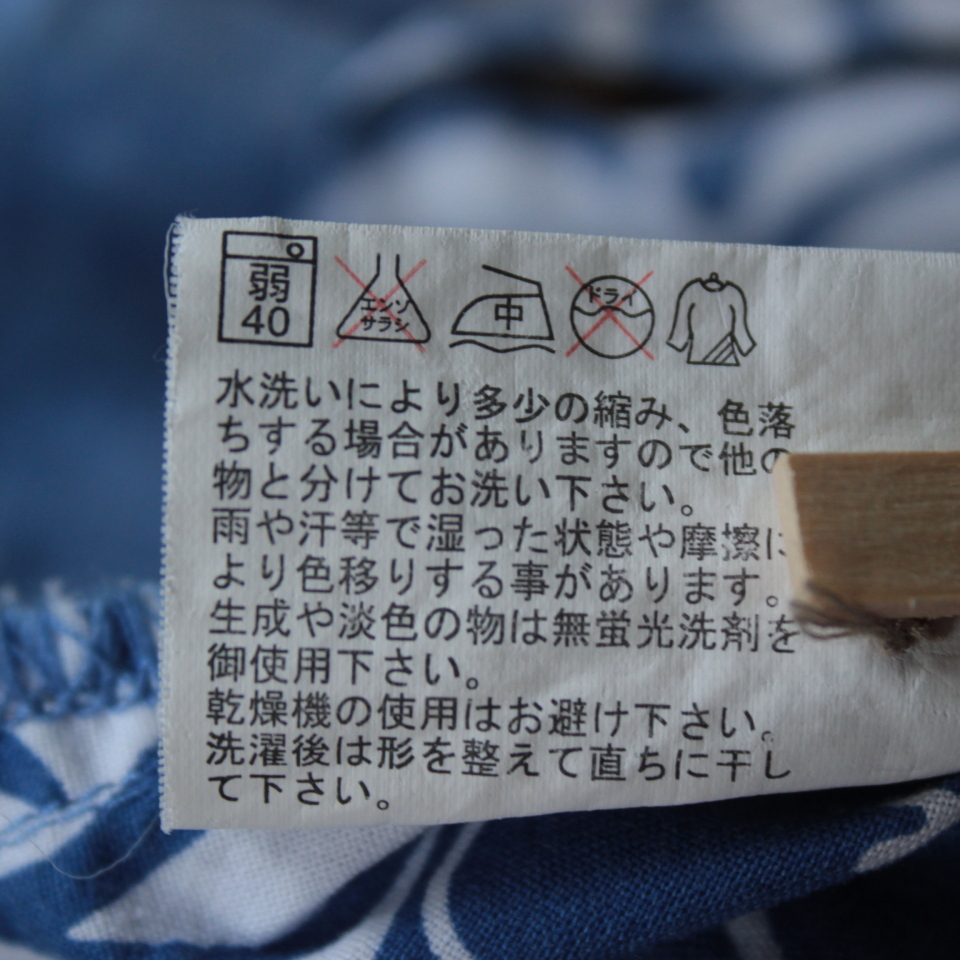 弱
40
エンソ
サラシ
中
ドライ
水洗いにより多少の縮み、色落
ちする場合がありますので他の
物と分けてお洗い下さい。
雨や汗等で湿った状態や摩擦に
より色移りする事があります。
生成や淡色の物は無蛍光洗剤を
御使用下さい。
乾燥機の使用はお避け下さい。
洗濯後は形を整えて直ちに干し
て下さい。